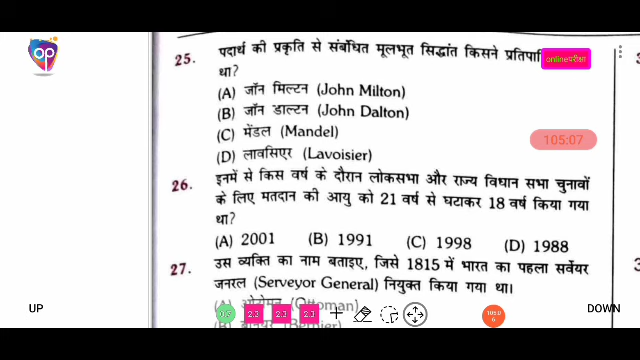 op
onlineपरीक्षा
25. पदार्थ की प्रकृति से संबंधित मूलभूत सिद्धांत किसने
था?
(A) जॉन मिल्टन (John Milton)
(B) जॉन डाल्टन (John Dalton)
(C) मेंडल (Mandel)
(D) लावसिएर (Lavoisier)
105:07
26. इनमें से किस वर्ष के दौरान लोकसभा और राज्य विधान सभा चुनावों
के लिए मतदान की आयु को 21 वर्ष से घटाकर 18 वर्ष किया गया
था?
(A) 2001 (B) 1991 (C) 1998 (D) 1988
27. उस व्यक्ति का नाम बताइए, जिसे 1815 में भारत का पहला सर्वेयर
जनरल (Serveyor General) नियुक्त किया गया था।
UP
DOWN